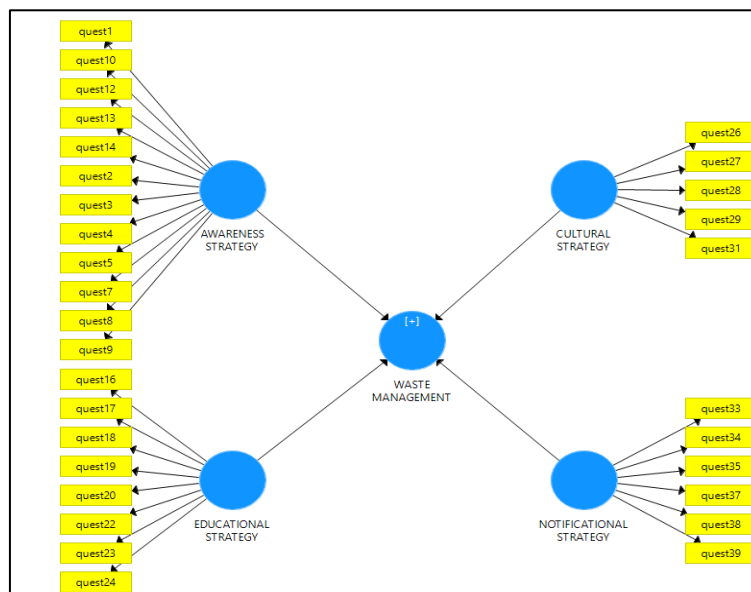 quest1
quest10
quest12
quest13
quest14
quest2
quest3
quest4
quest5
quest7
quest8
quest9
AWARENESS
STRATEGY
quest16
quest17
quest18
quest19
quest20
quest22
quest23
quest24
EDUCATIONAL
STRATEGY
[+]
WASTE
MANAGEMENT
quest26
quest27
quest28
quest29
quest31
CULTURAL
STRATEGY
quest33
quest34
quest35
quest37
quest38
quest39
NOTIFICATIONAL
STRATEGY